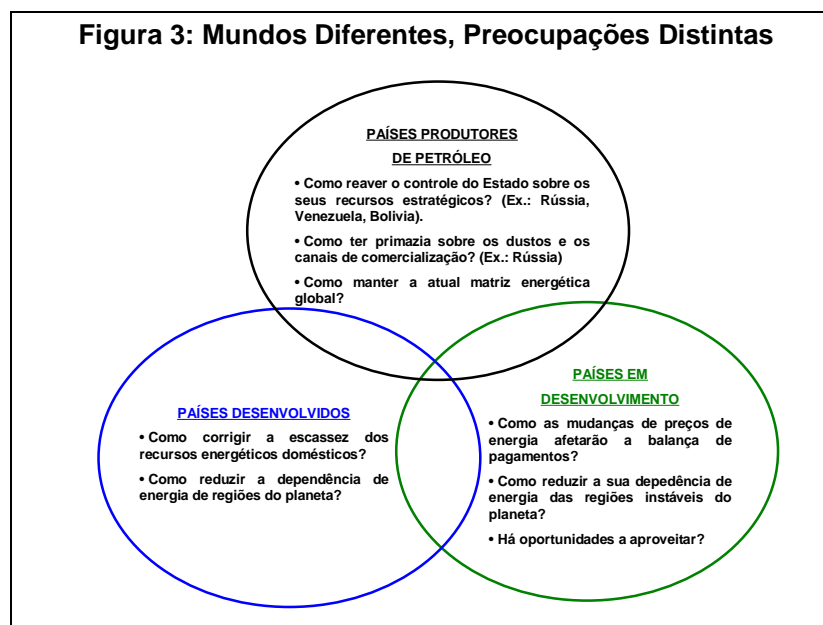 Figura 3: Mundos Diferentes, Preocupações Distintas
PAÍSES PRODUTORES
DE PETRÓLEO
• Como reaver o controle do Estado sobre os
seus recursos estratégicos? (Ex.: Rússia,
Venezuela, Bolivia).
• Como ter primazia sobre os dustos e os
canais de comercialização? (Ex.: Rússia)
• Como manter a atual matriz energética
global?
PAÍSES DESENVOLVIDOS
• Como corrigir a escassez dos
recursos energéticos domésticos?
• Como reduzir a dependência de
energia de regiões do planeta?
PAÍSES EM
DESENVOLVIMENTO
• Como as mudanças de preços de
energia afetarão a balança de
pagamentos?
• Como reduzir a sua depedência de
energia das regiões instáveis do
planeta?
• Há oportunidades a aproveitar?